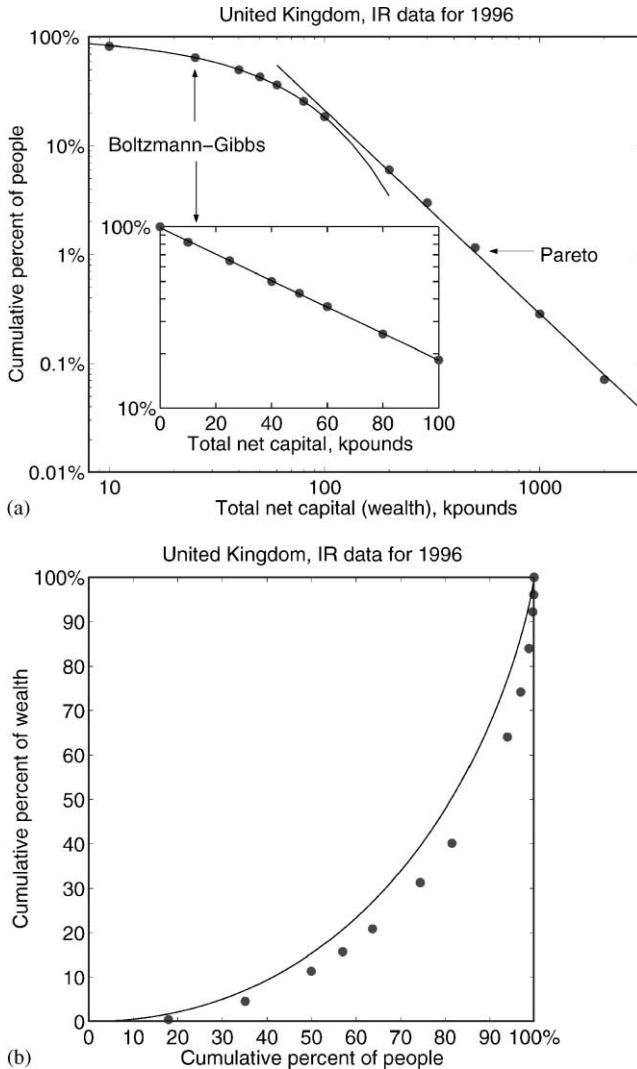 United Kingdom, IR data for 1996
100%
10%
1%
0.1%
0.01%
Cumulative percent of people
Boltzmann–Gibbs
Pareto
100%
10%
0 20 40 60 80 100
Total net capital, kpounds
10 100 1000
(a) Total net capital (wealth), kpounds
United Kingdom, IR data for 1996
100%
90
80
70
60
50
40
30
20
10
0
Cumulative percent of wealth
0 10 20 30 40 50 60 70 80 90 100%
(b) Cumulative percent of people